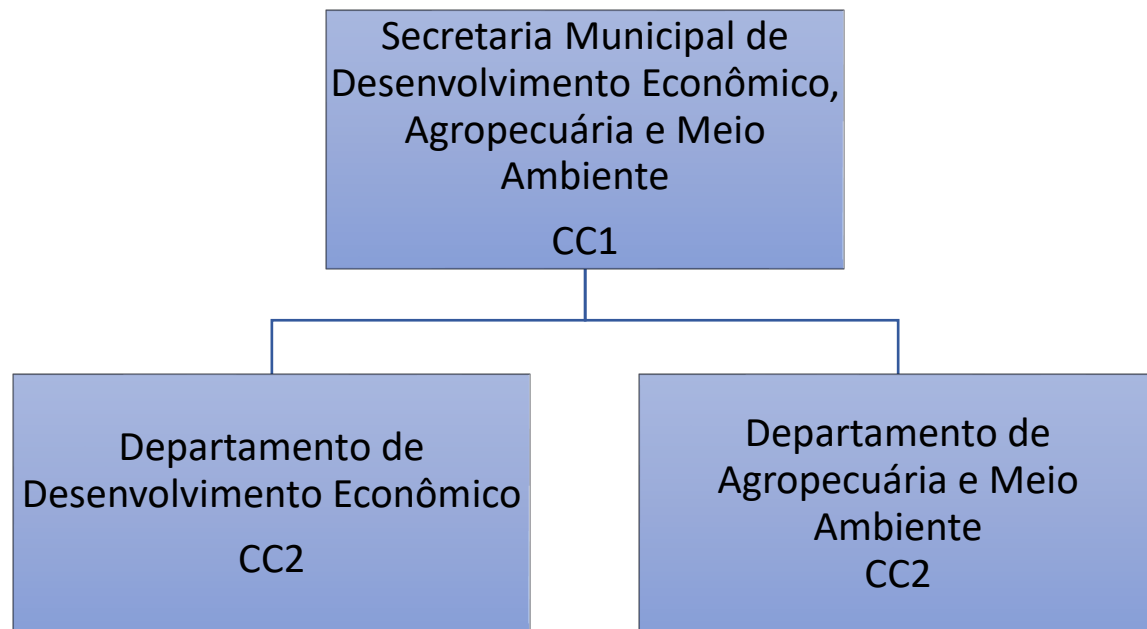 Secretaria Municipal de
Desenvolvimento Econômico,
Agropecuária e Meio
Ambiente
CC1
Departamento de
Desenvolvimento Econômico
CC2
Departamento de
Agropecuária e Meio
Ambiente
CC2